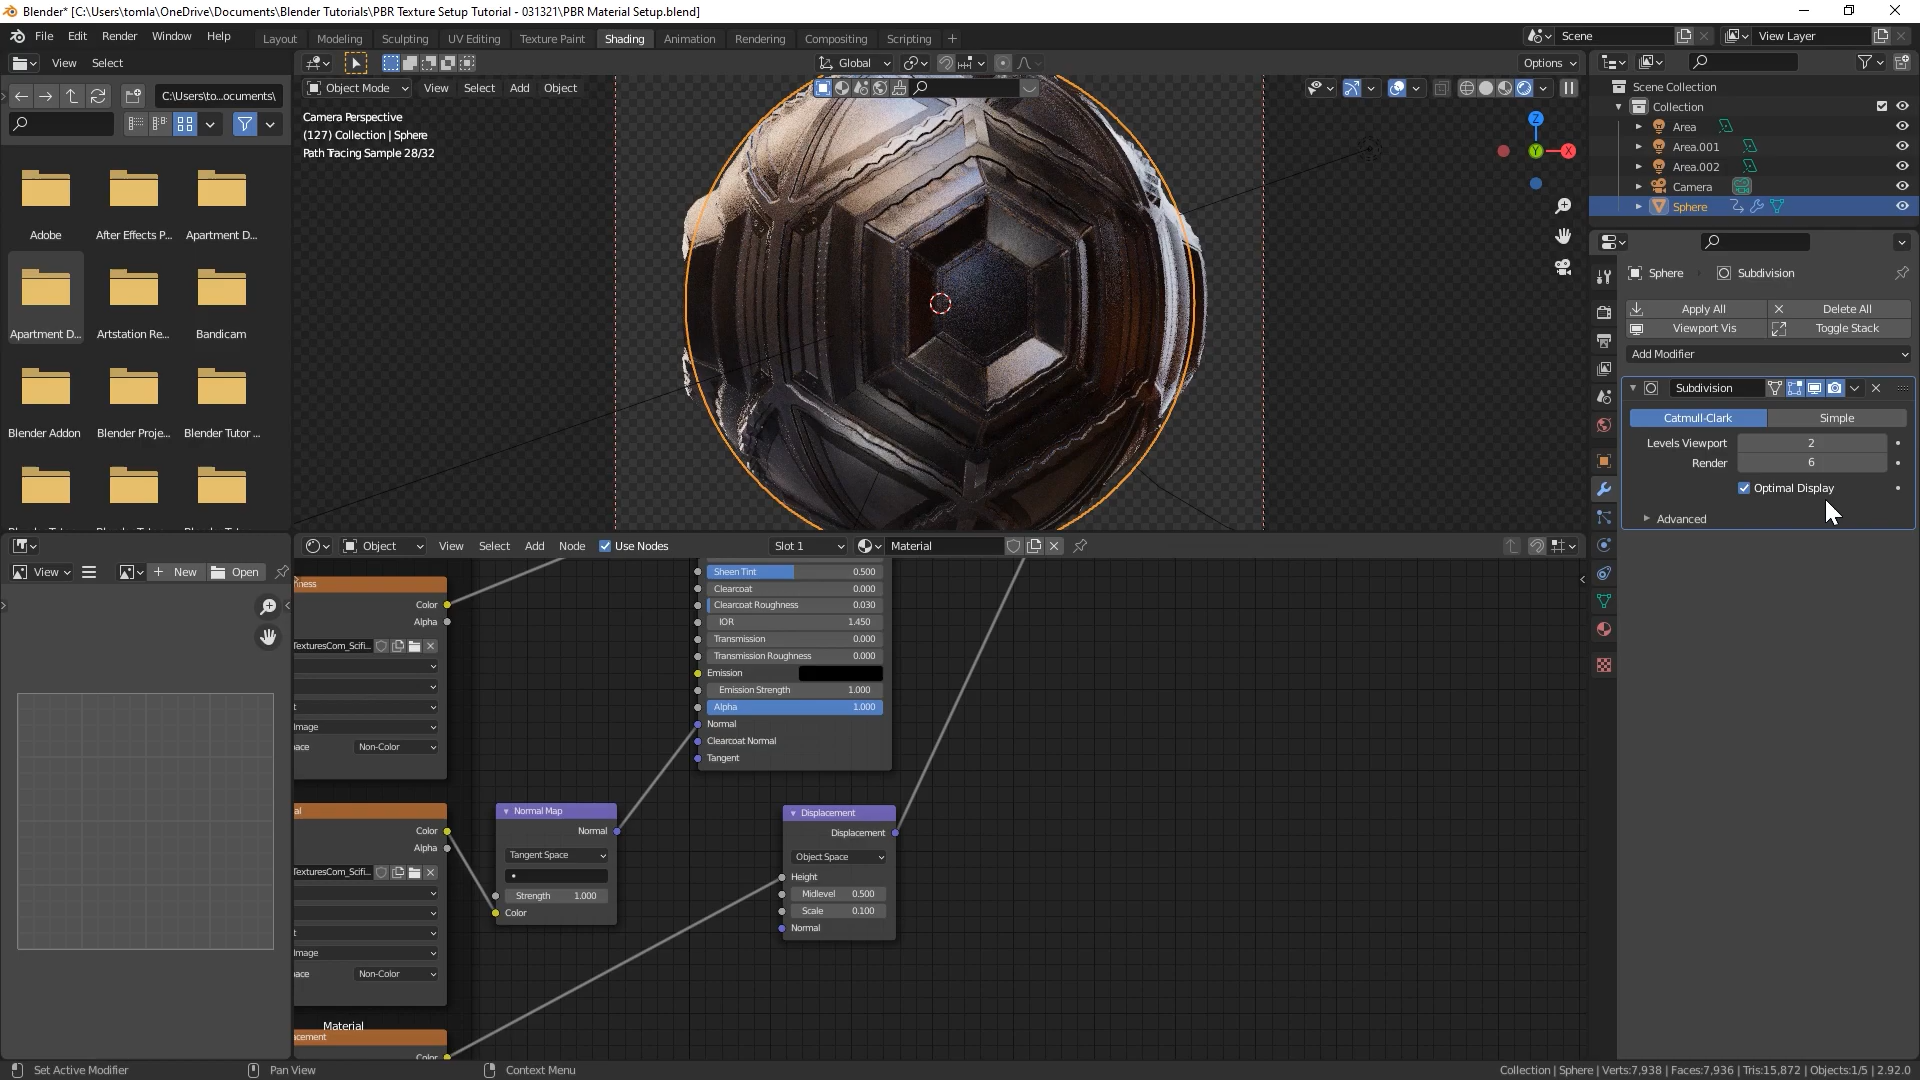 Blender* [C:\Users\tomla\OneDrive\Documents\Blender Tutorials\PBR Texture Setup Tutorial - 031321\PBR Material Setup.blend]
File Edit Render Window Help
Layout Modeling Sculpting UV Editing Texture Paint Shading Animation Rendering Compositing Scripting +
Scene
View Layer
View Select
C:\Users\to...ocuments\
Adobe
After Effects P...
Apartment D...
Apartment D...
Artstation Re...
Bandicam
Blender Addon
Blender Proje...
Blender Tutor ...
Global
Options
Object Mode View Select Add Object
Camera Perspective
(127) Collection | Sphere
Path Tracing Sample 28/32
Z
Y
X
Scene Collection
Collection
Area
Area.001
Area.002
Camera
Sphere
Sphere Subdivision
Apply All Delete All
Viewport Vis Toggle Stack
Add Modifier
Subdivision
Catmull-Clark Simple
Levels Viewport 2
Render 6
Optimal Display
Advanced
View New Open
Object View Select Add Node Use Nodes Slot 1 Material
Color
Alpha
TexturesCom_Scifi...
Non-Color
Color
Alpha
TexturesCom_Scifi...
Non-Color
Color
Sheen Tint 0.500
Clearcoat 0.000
Clearcoat Roughness 0.030
IOR 1.450
Transmission 0.000
Transmission Roughness 0.000
Emission
Emission Strength 1.000
Alpha 1.000
Normal
Clearcoat Normal
Tangent
Normal Map
Normal
Tangent Space
Strength 1.000
Color
Displacement
Displacement
Object Space
Height
Midlevel 0.500
Scale 0.100
Normal
Material
Set Active Modifier
Pan View
Context Menu
Collection | Sphere | Verts:7,938 | Faces:7,936 | Tris:15,872 | Objects:1/5 | 2.92.0